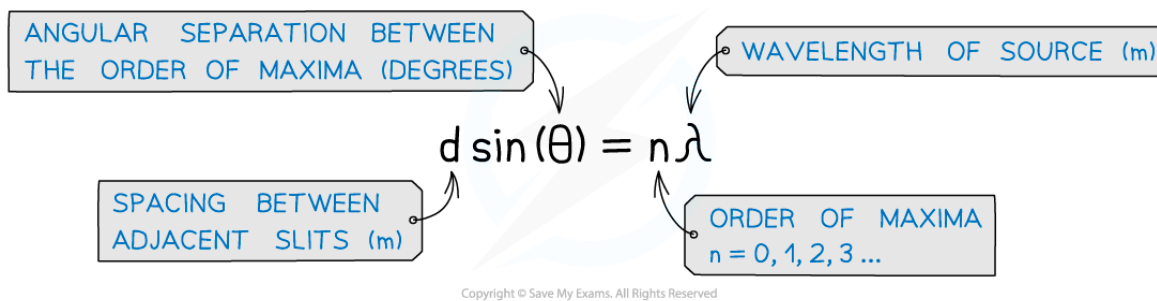 ANGULAR SEPARATION BETWEEN
THE ORDER OF MAXIMA (DEGREES)
WAVELENGTH OF SOURCE (m)
d sin(θ) = nλ
SPACING BETWEEN
ADJACENT SLITS (m)
ORDER OF MAXIMA
n = 0, 1, 2, 3 ...
Copyright © Save My Exams. All Rights Reserved